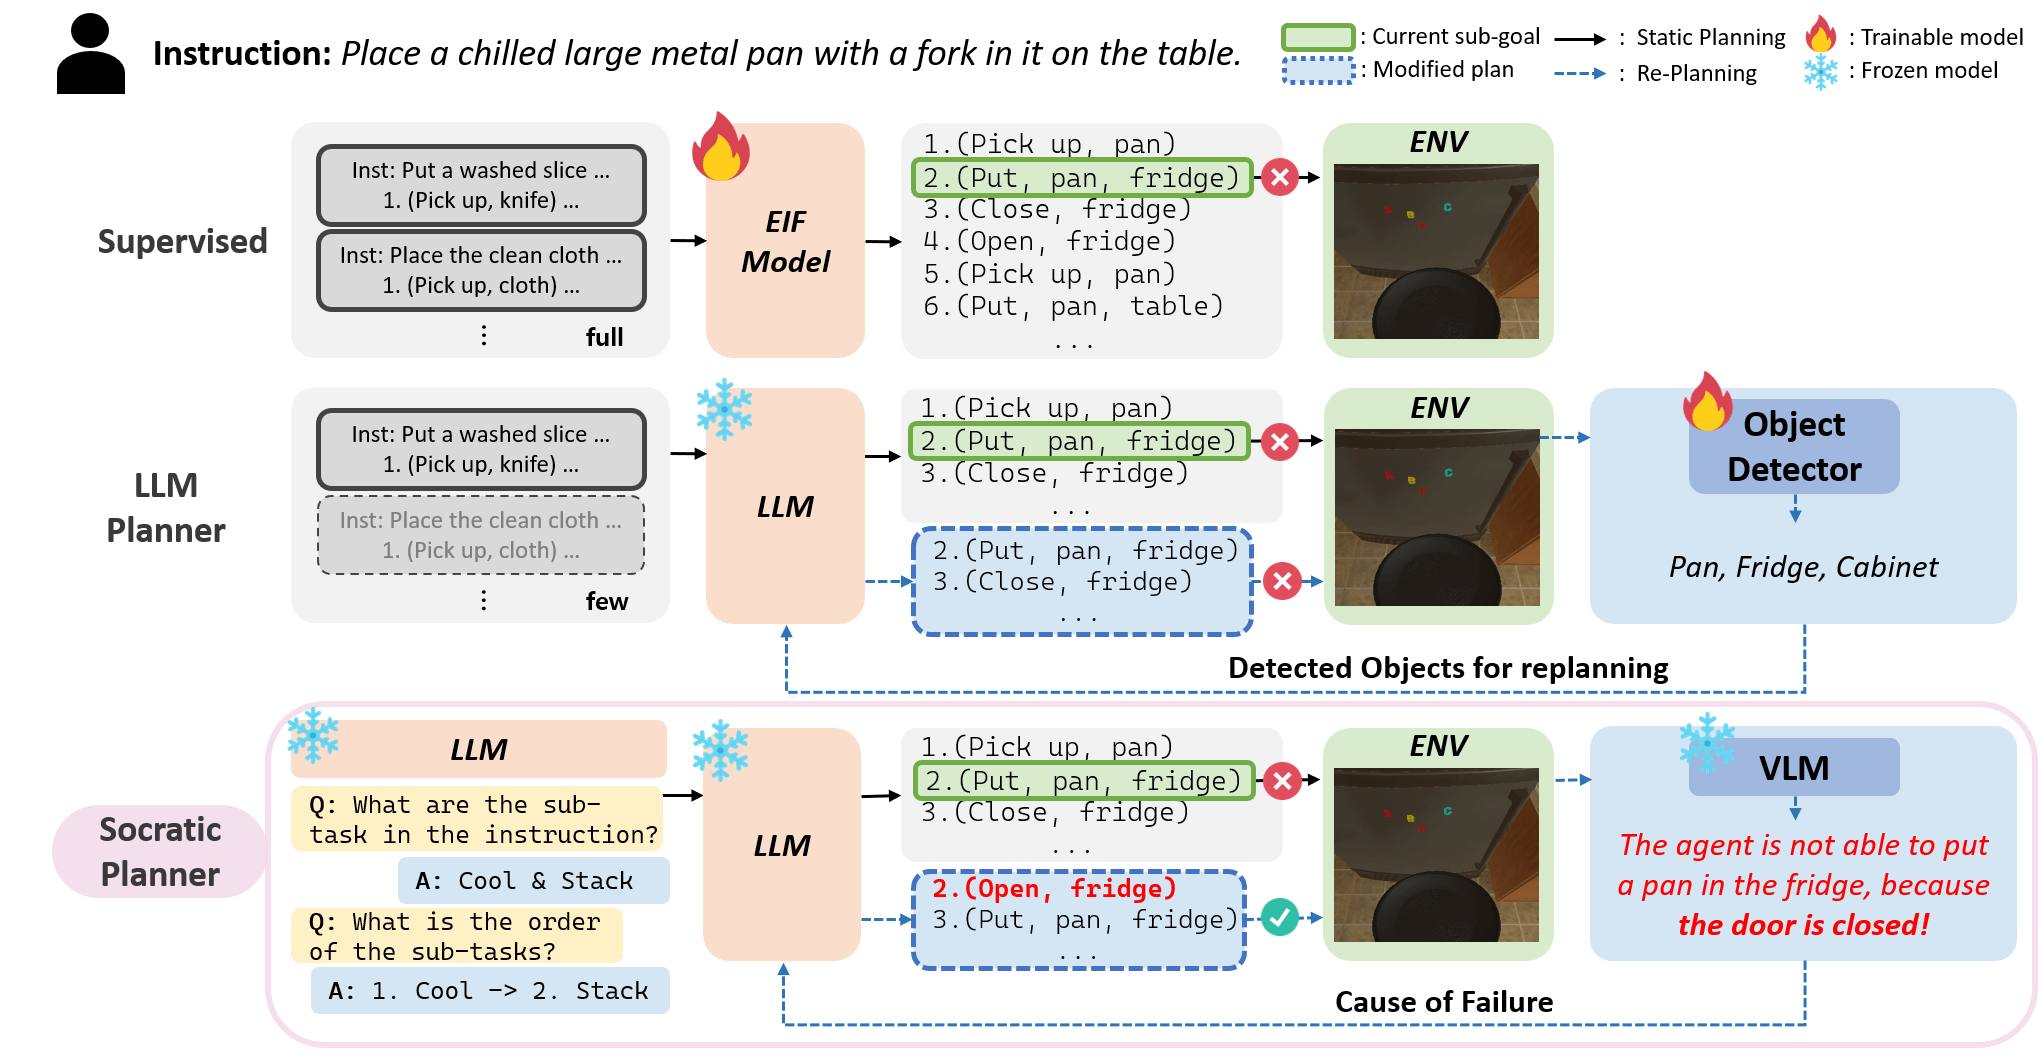 Instruction: Place a chilled large metal pan with a fork in it on the table.
: Current sub-goal
: Static Planning
: Trainable model
: Modified plan
: Re-Planning
: Frozen model
Supervised
Inst: Put a washed slice ...
1. (Pick up, knife) ...
Inst: Place the clean cloth ...
1. (Pick up, cloth) ...
⋮
full
EIF
Model
1.(Pick up, pan)
2.(Put, pan, fridge)
3.(Close, fridge)
4.(Open, fridge)
5.(Pick up, pan)
6.(Put, pan, table)
...
ENV
LLM
Planner
Inst: Put a washed slice ...
1. (Pick up, knife) ...
Inst: Place the clean cloth ...
1. (Pick up, cloth) ...
⋮
few
LLM
1.(Pick up, pan)
2.(Put, pan, fridge)
3.(Close, fridge)
...
2.(Put, pan, fridge)
3.(Close, fridge)
...
ENV
Object
Detector
Pan, Fridge, Cabinet
Detected Objects for replanning
Socratic
Planner
LLM
Q: What are the sub-
task in the instruction?
A: Cool & Stack
Q: What is the order
of the sub-tasks?
A: 1. Cool -> 2. Stack
LLM
1.(Pick up, pan)
2.(Put, pan, fridge)
3.(Close, fridge)
...
2.(Open, fridge)
3.(Put, pan, fridge)
...
ENV
VLM
The agent is not able to put
a pan in the fridge, because
the door is closed!
Cause of Failure